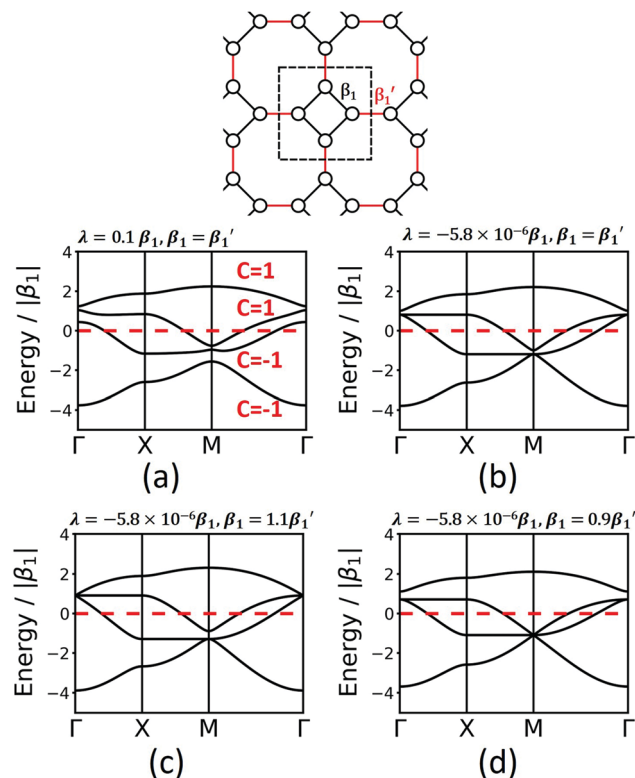 β₁ β₁′
λ = 0.1 β₁, β₁ = β₁′
λ = −5.8 × 10⁻⁶β₁, β₁ = β₁′
4
2
0
−2
−4
Energy / |β₁|
C=1
C=1
C=-1
C=-1
Γ X M Γ
(a)
4
2
0
−2
−4
Energy / |β₁|
Γ X M Γ
(b)
λ = −5.8 × 10⁻⁶β₁, β₁ = 1.1β₁′
λ = −5.8 × 10⁻⁶β₁, β₁ = 0.9β₁′
4
2
0
−2
−4
Energy / |β₁|
Γ X M Γ
(c)
4
2
0
−2
−4
Energy / |β₁|
Γ X M Γ
(d)